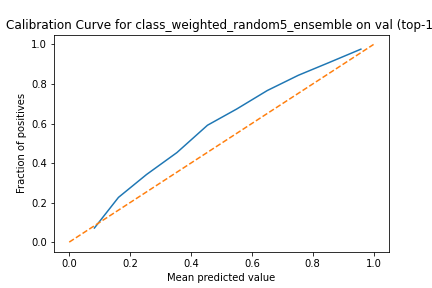 Calibration Curve for class_weighted_random5_ensemble on val (top-1
1.0
0.8
0.6
0.4
0.2
0.0
Fraction of positives
0.0 0.2 0.4 0.6 0.8 1.0
Mean predicted value